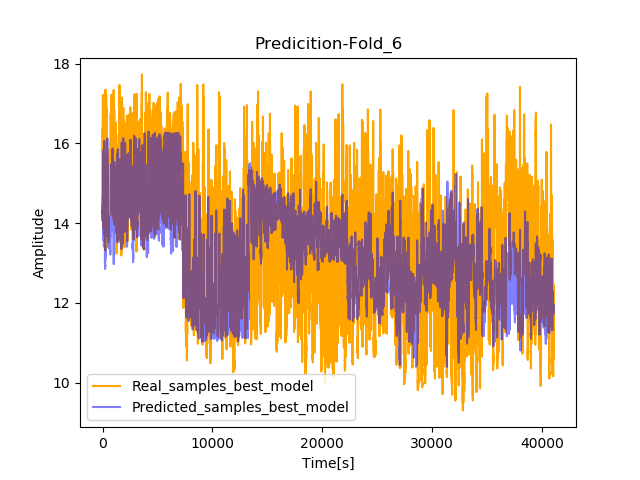 Predicition-Fold_6
18
16
14
12
10
Amplitude
Real_samples_best_model
Predicted_samples_best_model
0 10000 20000 30000 40000
Time[s]